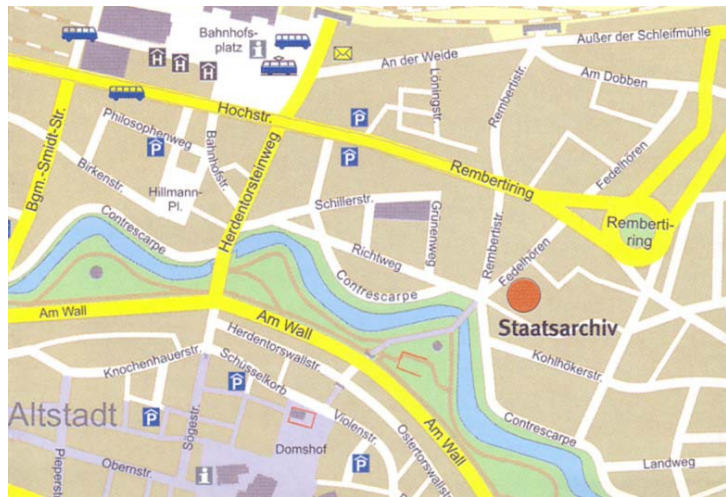 Bahnhofs-
platz
i
H
H
H
An der Weide
Außer der Schleifmühle
Am Dobben
Löningstr.
Rembertistr.
Bgm.-Smidt-Str.
Hochstr.
Philosophenweg
Bahnhofstr.
P
P
P
Birkenstr.
Hillmann-
Pl.
Herdentorsteinweg
Rembertiring
Fedelhören
Schillerstr.
Grünenweg
Rembertistr.
Remberti-
ring
Contrescarpe
Richtweg
Fedelhören
Contrescarpe
Staatsarchiv
Am Wall
Am Wall
Herdentorswallstr.
Kohlhökerstr.
Knochenhauerstr.
Schüsselkorb
P
P
Altstadt
Sögestr.
Violenstr.
Am Wall
Contrescarpe
Domshof
Ostertorswallstr.
Obernstr.
i
P
Landweg
Pieperstr